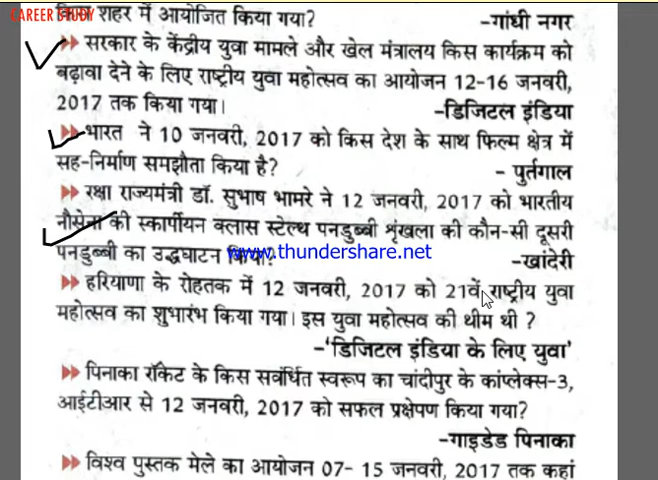 CAREER STUDY
किस शहर में आयोजित किया गया? -गांधी नगर
सरकार के केंद्रीय युवा मामले और खेल मंत्रालय किस कार्यक्रम को
बढ़ावा देने के लिए राष्ट्रीय युवा महोत्सव का आयोजन 12-16 जनवरी,
2017 तक किया गया। -डिजिटल इंडिया
भारत ने 10 जनवरी, 2017 को किस देश के साथ फिल्म क्षेत्र में
सह-निर्माण समझौता किया है? - पुर्तगाल
रक्षा राज्यमंत्री डॉ. सुभाष भामरे ने 12 जनवरी, 2017 को भारतीय
नौसेना की स्कार्पीयन क्लास स्टेल्थ पनडुब्बी शृंखला की कौन-सी दूसरी
पनडुब्बी का उद्धघाटन किया? -खांदेरी
www.thundershare.net
हरियाणा के रोहतक में 12 जनवरी, 2017 को 21वें राष्ट्रीय युवा
महोत्सव का शुभारंभ किया गया। इस युवा महोत्सव की थीम थी ?
-'डिजिटल इंडिया के लिए युवा'
पिनाका रॉकेट के किस सवंर्धित स्वरूप का चांदीपुर के कांप्लेक्स-3,
आईटीआर से 12 जनवरी, 2017 को सफल प्रक्षेपण किया गया?
-गाइडेड पिनाका
विश्व पुस्तक मेले का आयोजन 07- 15 जनवरी, 2017 तक कहां